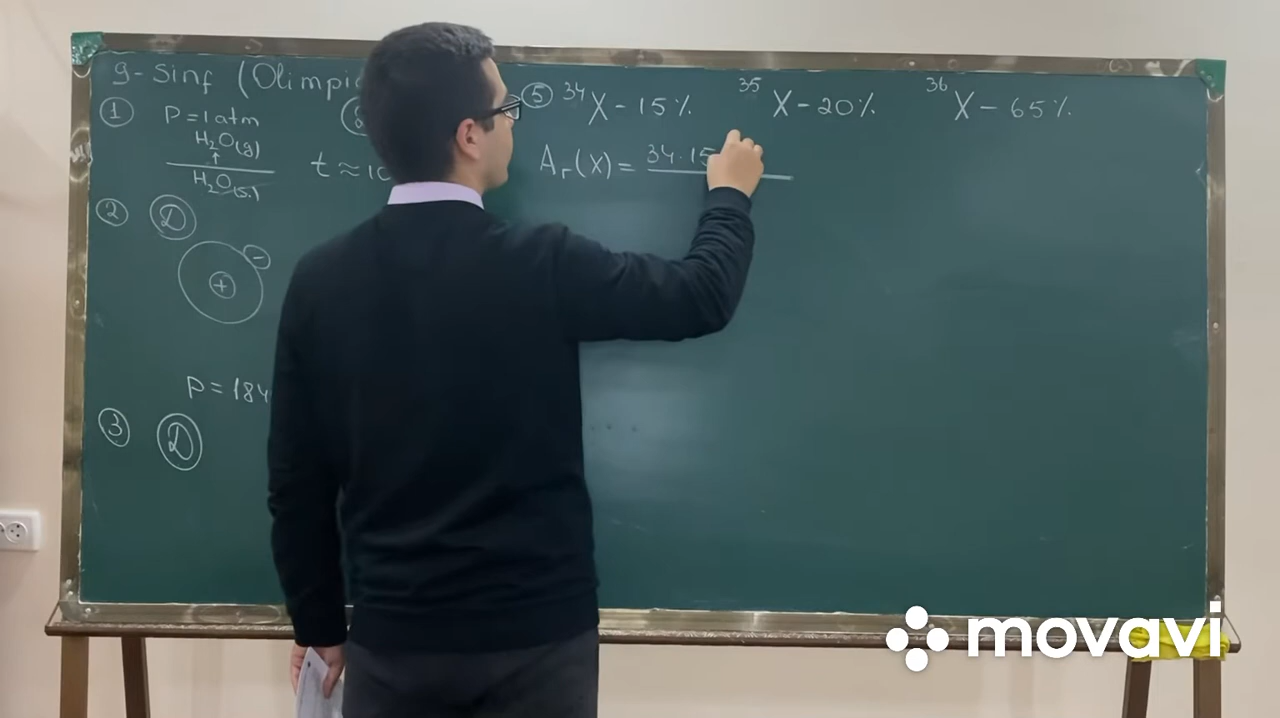 9-Sinf (Olimpi
① P=1atm
H₂O(g)
↑
H₂O(s.)
t≈10
② D
+
−
P=184
③ D
⑤ ³⁴X-15% ³⁵X-20% ³⁶X-65%
Aᵣ(X)= 34·15
movavi